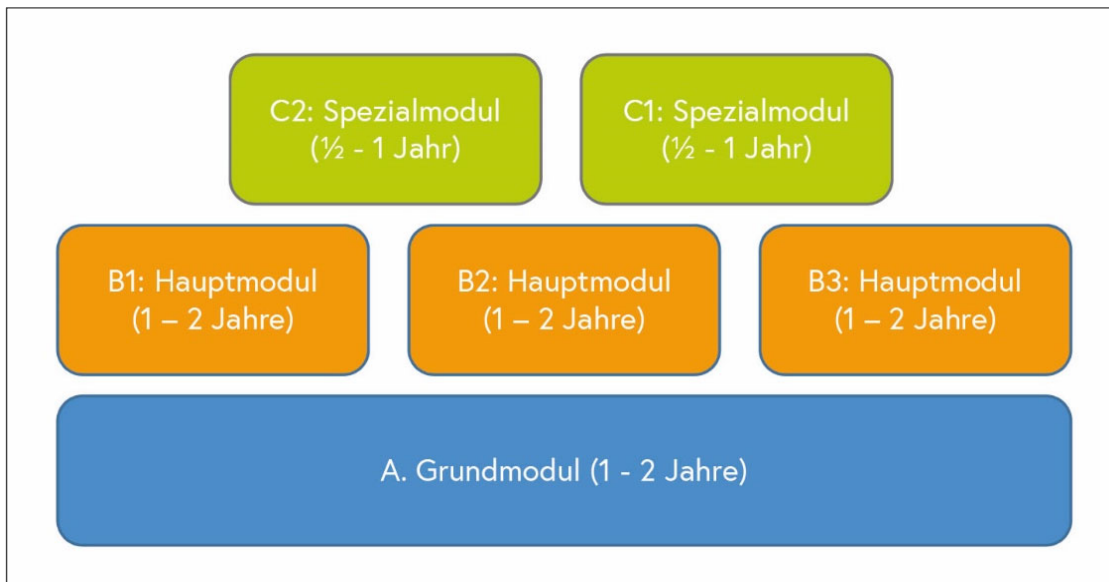 C2: Spezialmodul
(½ - 1 Jahr)
C1: Spezialmodul
(½ - 1 Jahr)
B1: Hauptmodul
(1 – 2 Jahre)
B2: Hauptmodul
(1 – 2 Jahre)
B3: Hauptmodul
(1 – 2 Jahre)
A. Grundmodul (1 - 2 Jahre)